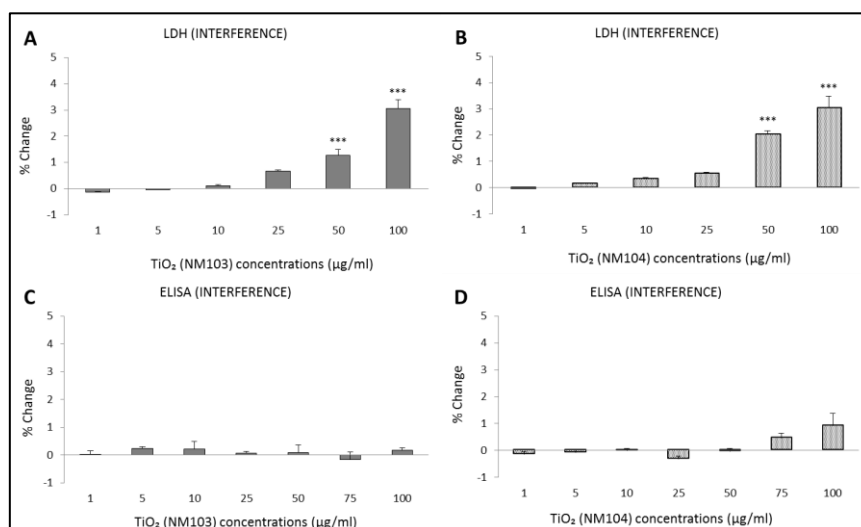 A
LDH (INTERFERENCE)
% Change
5
4
3
2
1
0
-1
***
***
1 5 10 25 50 100
TiO₂ (NM103) concentrations (µg/ml)
B
LDH (INTERFERENCE)
% Change
5
4
3
2
1
0
-1
***
***
1 5 10 25 50 100
TiO₂ (NM104) concentrations (µg/ml)
C
ELISA (INTERFERENCE)
% Change
5
4
3
2
1
0
-1
1 5 10 25 50 75 100
TiO₂ (NM103) concentrations (µg/ml)
D
ELISA (INTERFERENCE)
% Change
5
4
3
2
1
0
-1
1 5 10 25 50 75 100
TiO₂ (NM104) concentrations (µg/ml)